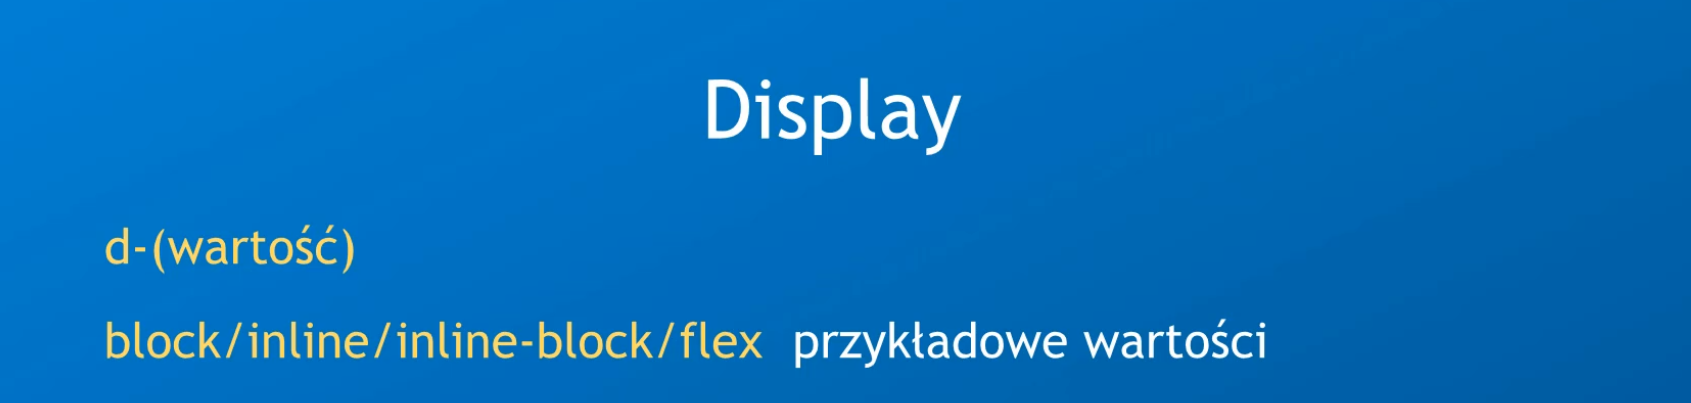 Display
d-(wartość)
block/inline/inline-block/flex przykładowe wartości